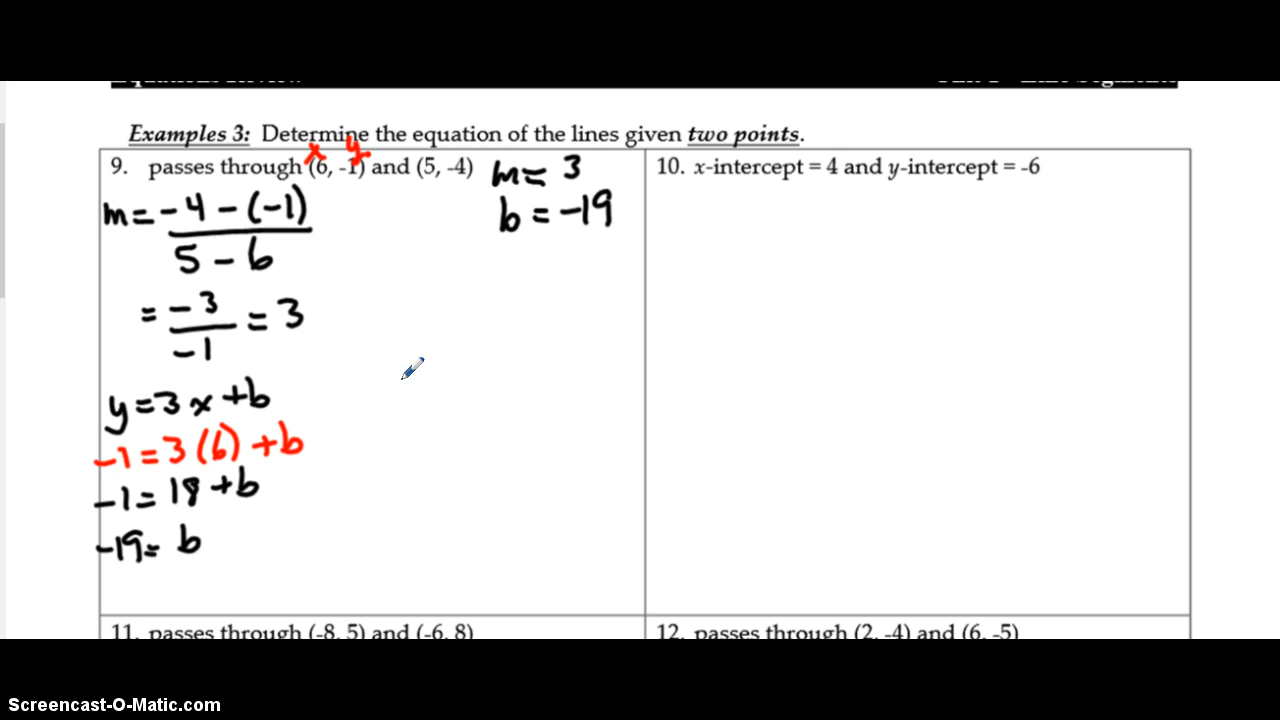 Examples 3: Determine the equation of the lines given two points.
9. passes through (6, -1) and (5, -4)
x y
m = 3
b = -19
m = -4 - (-1)
5 - 6
= -3 = 3
-1
y = 3x + b
-1 = 3(6) + b
-1 = 18 + b
-19 = b
10. x-intercept = 4 and y-intercept = -6
11. passes through (-8, 5) and (-6, 8)
12. passes through (2, -4) and (6, -5)
Screencast-O-Matic.com